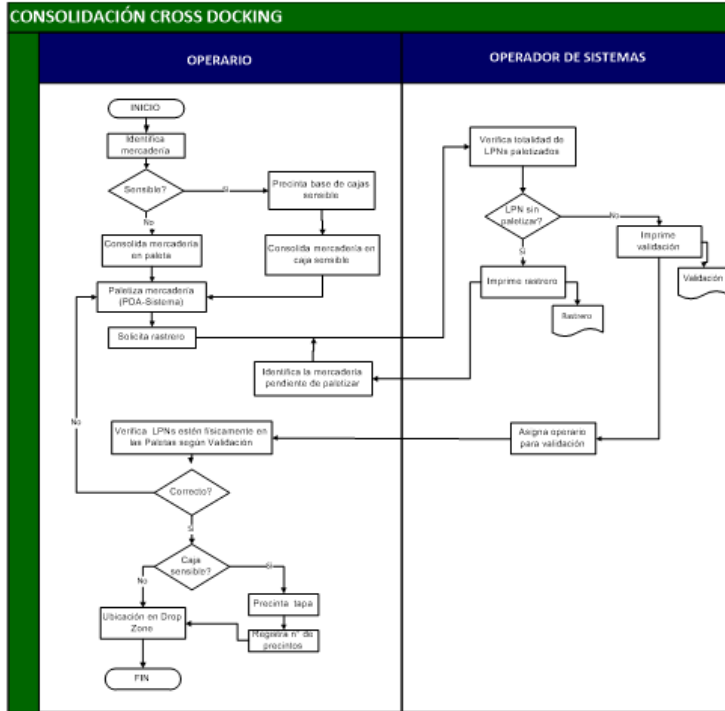 CONSOLIDACIÓN CROSS DOCKING
OPERARIO
OPERADOR DE SISTEMAS
INICIO
Identifica
mercadería
Sensible?
Si
No
Precinta base de cajas
sensible
Consolida mercadería
en paleta
Consolida mercadería en
caja sensible
Paletiza mercadería
(PDA-Sistema)
Solicita rastrero
Identifica la mercadería
pendiente de paletizar
Verifica totalidad de
LPNs paletizados
LPN sin
paletizar?
No
Si
Imprime
validación
Validación
Imprime rastrero
Rastrero
Asigna operario
para validación
Verifica LPNs estén físicamente en
las Paletas según Validación
No
Correcto?
Si
Caja
sensible?
Si
No
Precinta tapa
Registra n° de
precintos
Ubicación en Drop
Zone
FIN